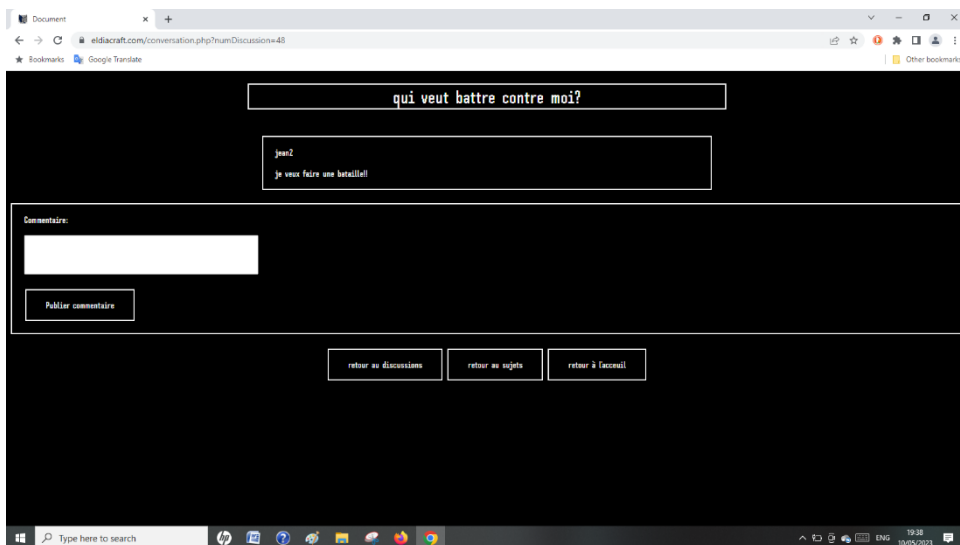 Document
eldiacraft.com/conversation.php?numDiscussion=48
Bookmarks Google Translate Other bookmarks
qui veut battre contre moi?
jean2
je veux faire une bataille!!
Commentaire:
Publier commentaire
retour au discussions retour au sujets retour à l'acceuil
Type here to search
ENG
19:38
10/05/2023